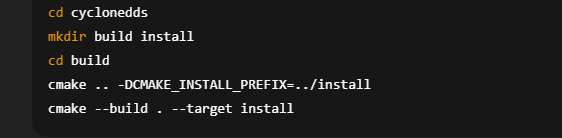 cd cyclonedds
mkdir build install
cd build
cmake .. -DCMAKE_INSTALL_PREFIX=../install
cmake --build . --target install